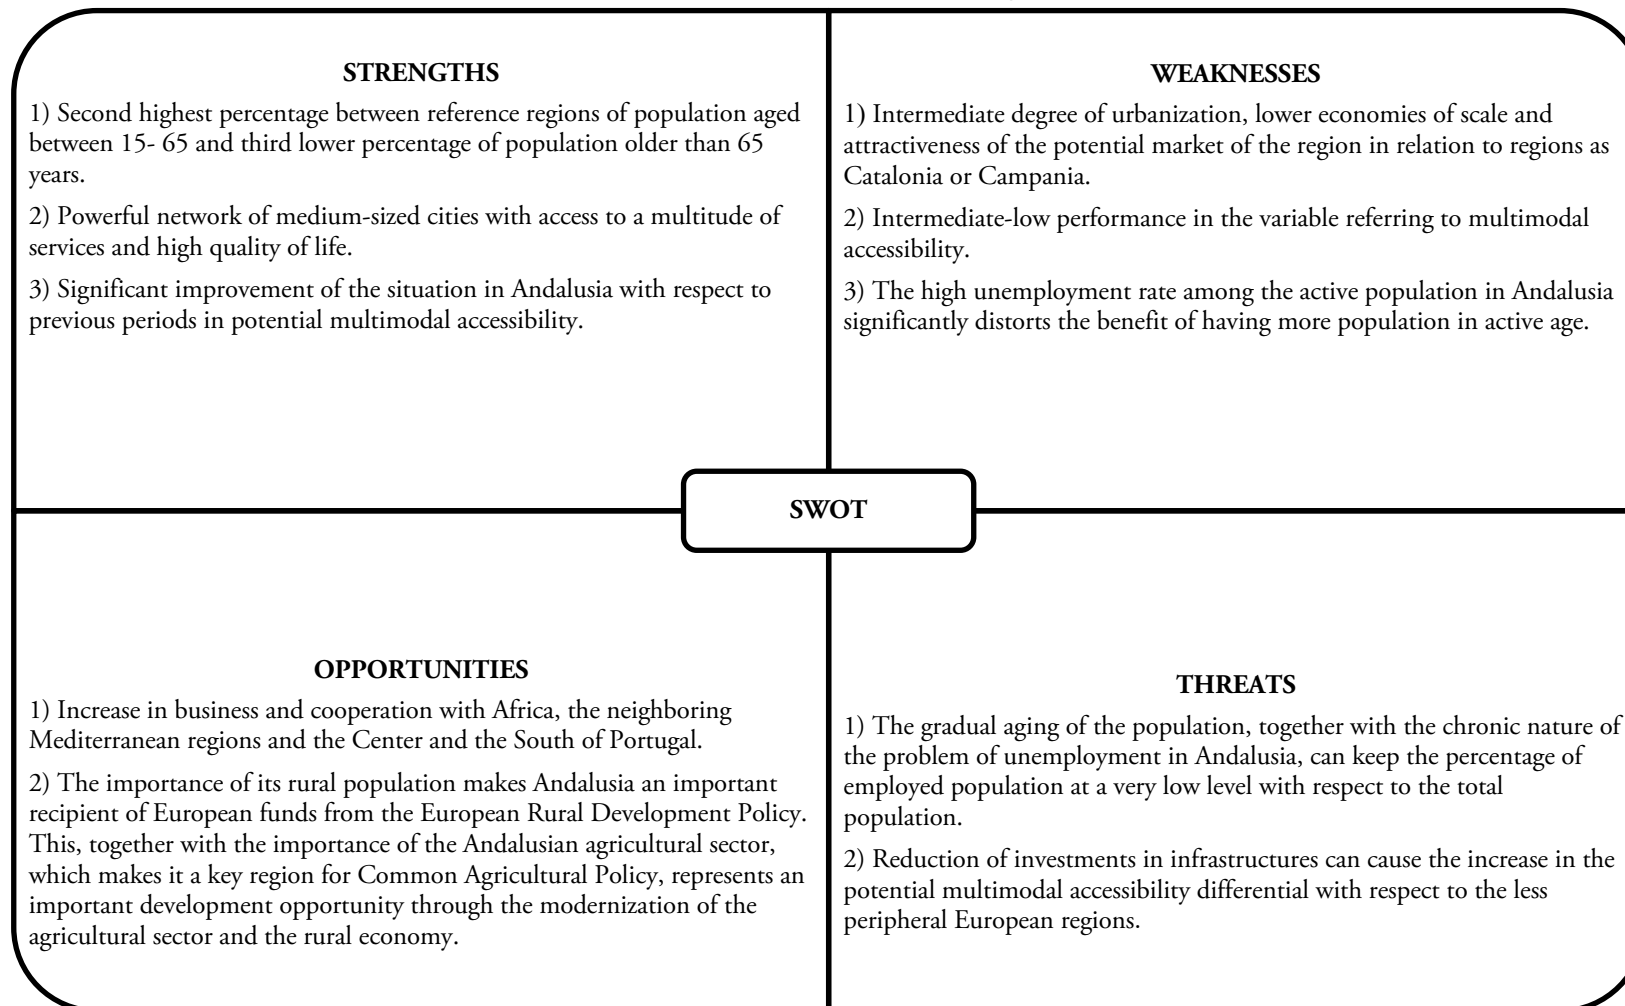 STRENGTHS
1) Second highest percentage between reference regions of population aged
between 15- 65 and third lower percentage of population older than 65
years.
2) Powerful network of medium-sized cities with access to a multitude of
services and high quality of life.
3) Significant improvement of the situation in Andalusia with respect to
previous periods in potential multimodal accessibility.
WEAKNESSES
1) Intermediate degree of urbanization, lower economies of scale and
attractiveness of the potential market of the region in relation to regions as
Catalonia or Campania.
2) Intermediate-low performance in the variable referring to multimodal
accessibility.
3) The high unemployment rate among the active population in Andalusia
significantly distorts the benefit of having more population in active age.
SWOT
OPPORTUNITIES
1) Increase in business and cooperation with Africa, the neighboring
Mediterranean regions and the Center and the South of Portugal.
2) The importance of its rural population makes Andalusia an important
recipient of European funds from the European Rural Development Policy.
This, together with the importance of the Andalusian agricultural sector,
which makes it a key region for Common Agricultural Policy, represents an
important development opportunity through the modernization of the
agricultural sector and the rural economy.
THREATS
1) The gradual aging of the population, together with the chronic nature of
the problem of unemployment in Andalusia, can keep the percentage of
employed population at a very low level with respect to the total
population.
2) Reduction of investments in infrastructures can cause the increase in the
potential multimodal accessibility differential with respect to the less
peripheral European regions.